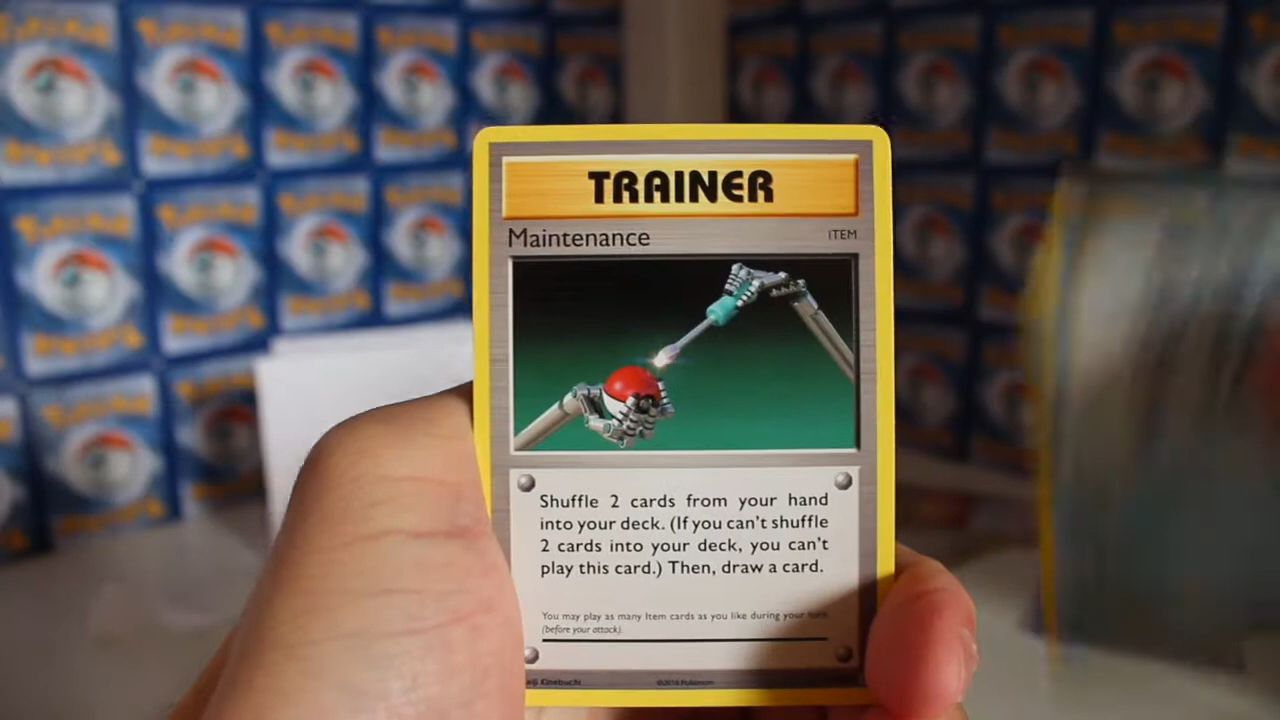 TRAINER
Maintenance
ITEM
Shuffle 2 cards from your hand
into your deck. (If you can't shuffle
2 cards into your deck, you can't
play this card.) Then, draw a card.
You may play as many Item cards as you like during your turn
(before your attack).
Kinebuchi
©2016 Pokémon